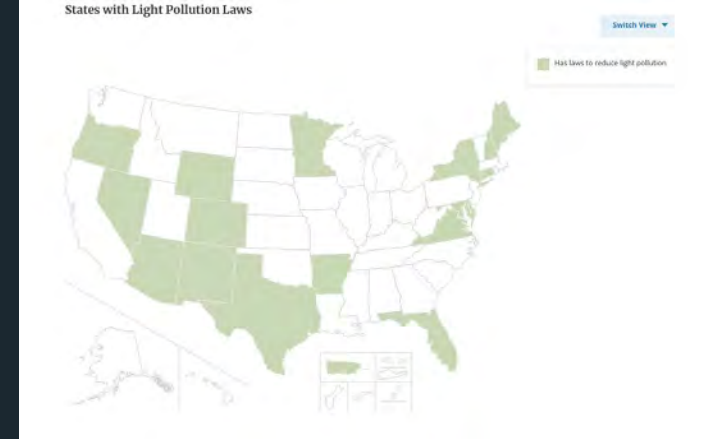 States with Light Pollution Laws
Switch View
Has laws to reduce light pollution